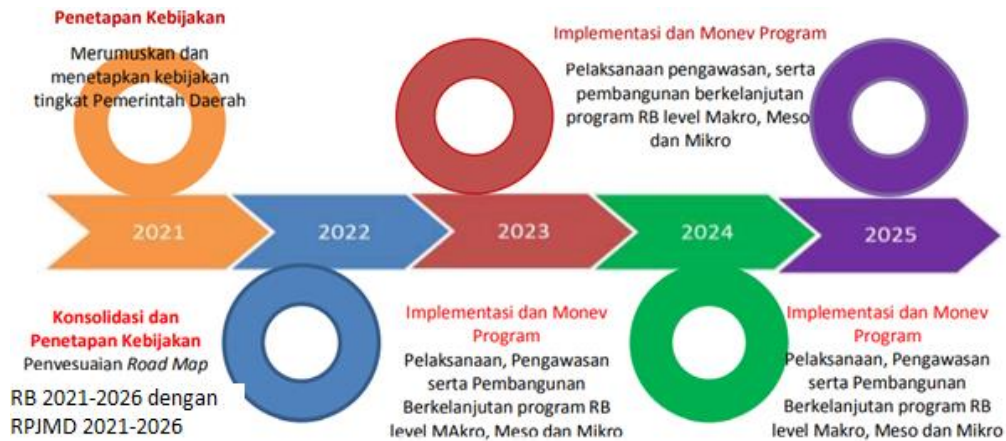 Penetapan Kebijakan
Merumuskan dan
menetapkan kebijakan
tingkat Pemerintah Daerah
Implementasi dan Monev Program
Pelaksanaan pengawasan, serta
pembangunan berkelanjutan
program RB level Makro, Meso
dan Mikro
2021
2022
2023
2024
2025
Konsolidasi dan
Penetapan Kebijakan
Penyesuaian Road Map
RB 2021-2026 dengan
RPJMD 2021-2026
Implementasi dan Monev
Program
Pelaksanaan, Pengawasan
serta Pembangunan
Berkelanjutan program RB
level MAkro, Meso dan Mikro
Implementasi dan Monev
Program
Pelaksanaan, Pengawasan
serta Pembangunan
Berkelanjutan program RB
level Makro, Meso dan Mikro